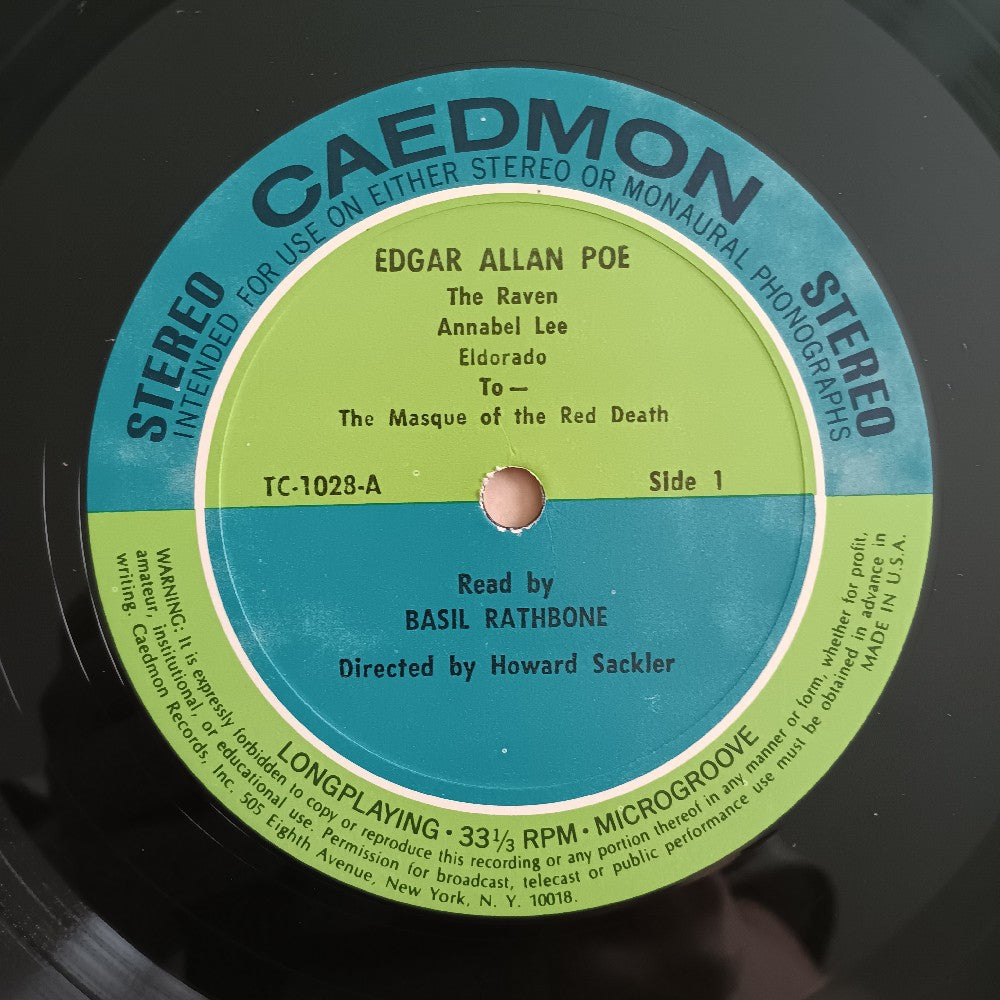 CAEDMON
INTENDED FOR USE ON EITHER STEREO OR MONAURAL PHONOGRAPHS
STEREO
STEREO
EDGAR ALLAN POE
The Raven
Annabel Lee
Eldorado
To —
The Masque of the Red Death
TC-1028-A
Side 1
Read by
BASIL RATHBONE
Directed by Howard Sackler
LONGPLAYING · 33 1/3 RPM · MICROGROOVE
WARNING: It is expressly forbidden to copy or reproduce this recording or any portion thereof in any manner or form, whether for profit,
amateur, institutional, or educational use. Permission for broadcast, telecast or public performance use must be obtained in advance in
writing. Caedmon Records, Inc. 505 Eighth Avenue, New York, N. Y. 10018.
MADE IN U.S.A.